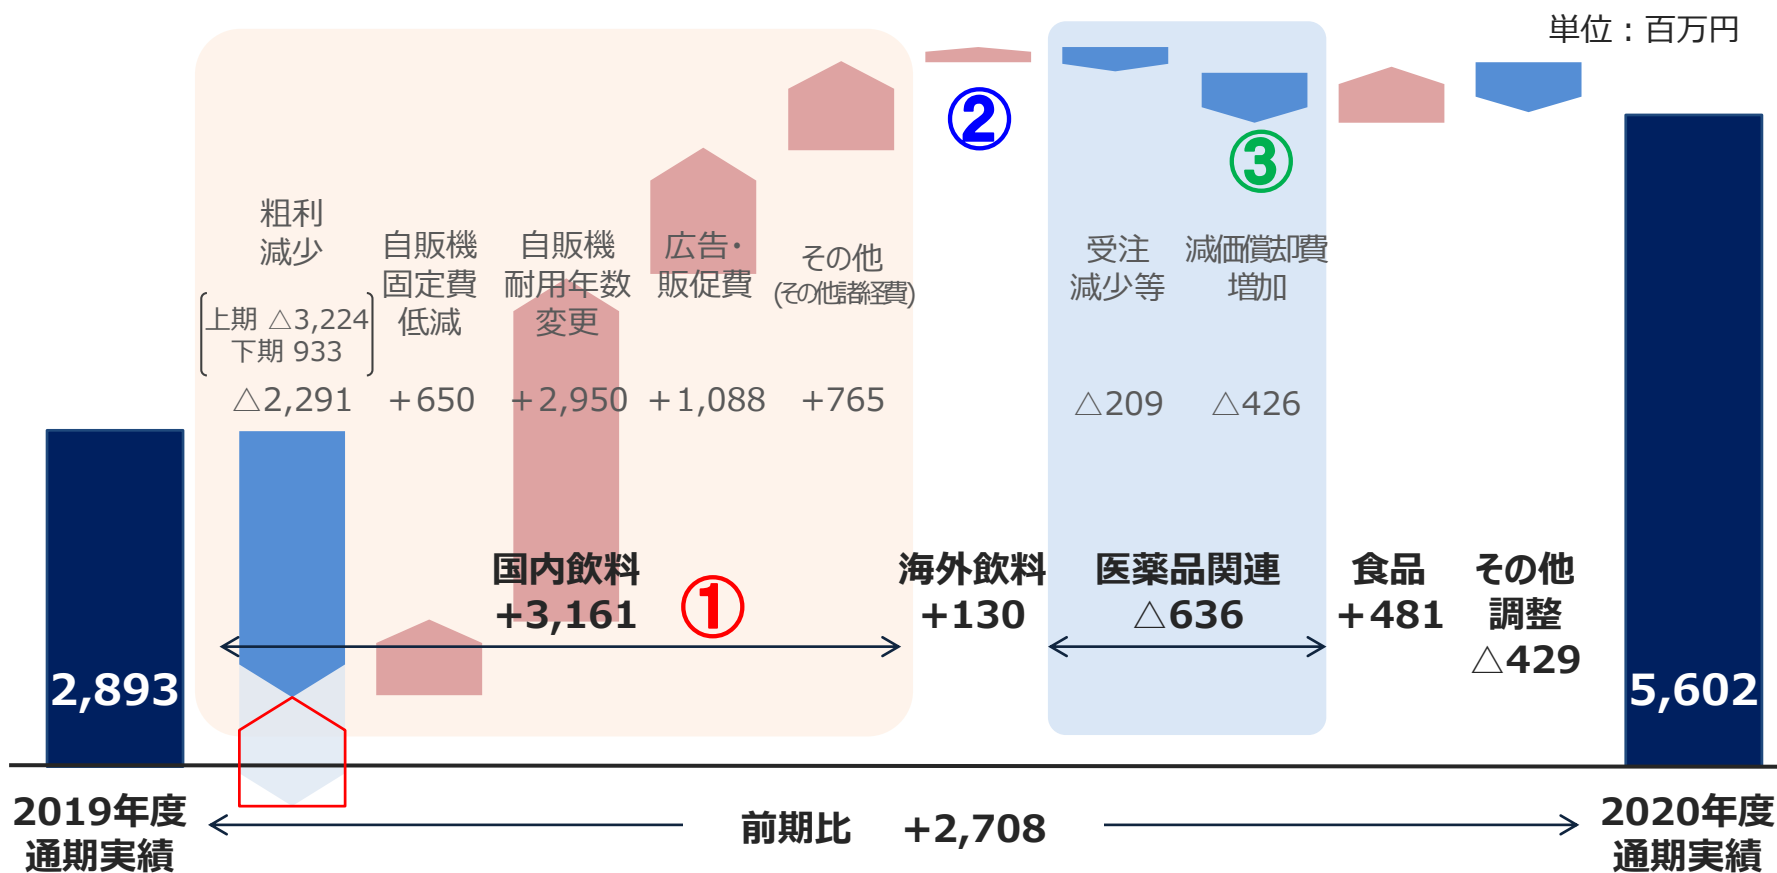 単位：百万円
粗利
減少
上期 △3,224
下期 933
△2,291
自販機
固定費
低減
+650
自販機
耐用年数
変更
+2,950
広告・
販促費
+1,088
その他
(その他諸経費)
+765
国内飲料
+3,161
①
②
海外飲料
+130
受注
減少等
△209
減価償却費
増加
△426
③
医薬品関連
△636
食品
+481
その他
調整
△429
2,893
5,602
2019年度
通期実績
前期比 +2,708
2020年度
通期実績